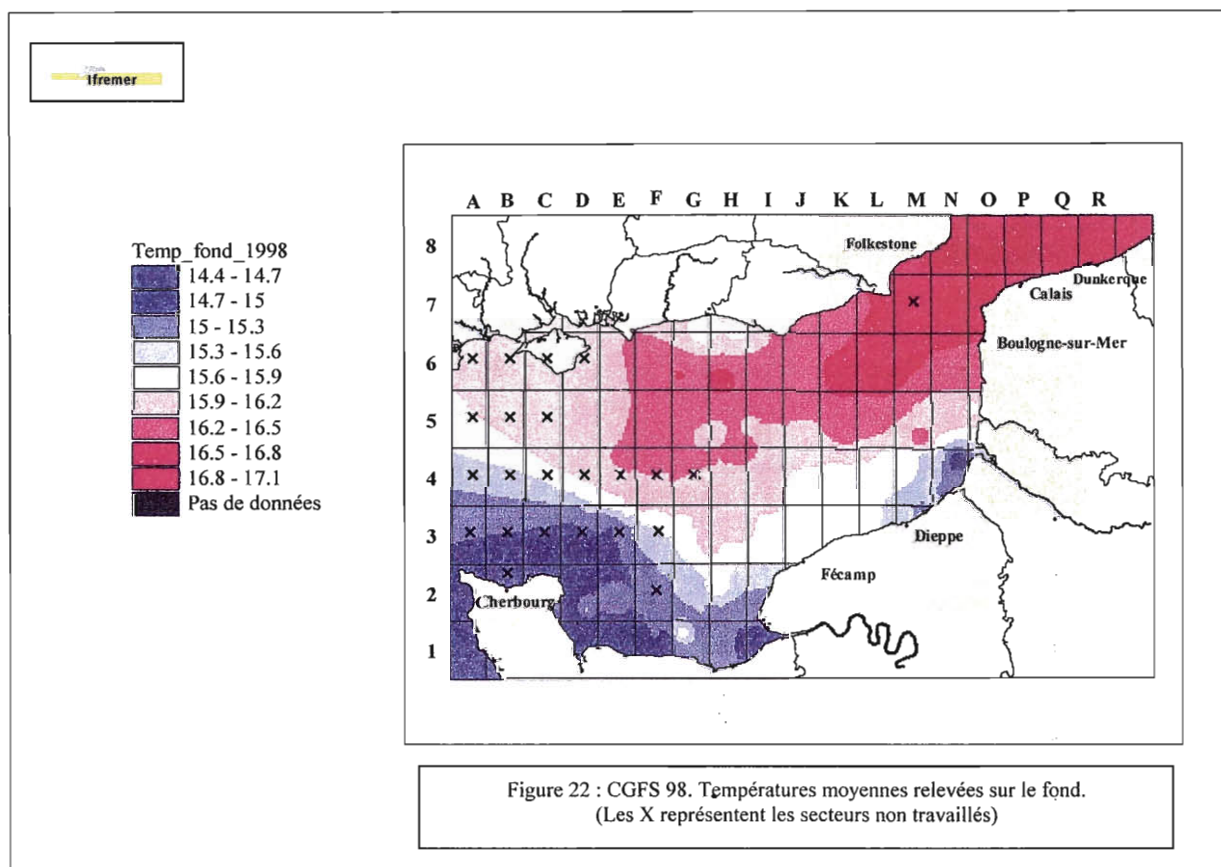 Ifremer
A B C D E F G H I J K L M N O P Q R
8
7
6
5
4
3
2
1
Folkestone
Dunkerque
Calais
Boulogne-sur-Mer
Dieppe
Fécamp
Cherbourg
Temp_fond_1998
14.4 - 14.7
14.7 - 15
15 - 15.3
15.3 - 15.6
15.6 - 15.9
15.9 - 16.2
16.2 - 16.5
16.5 - 16.8
16.8 - 17.1
Pas de données
Figure 22 : CGFS 98. Températures moyennes relevées sur le fond.
(Les X représentent les secteurs non travaillés)